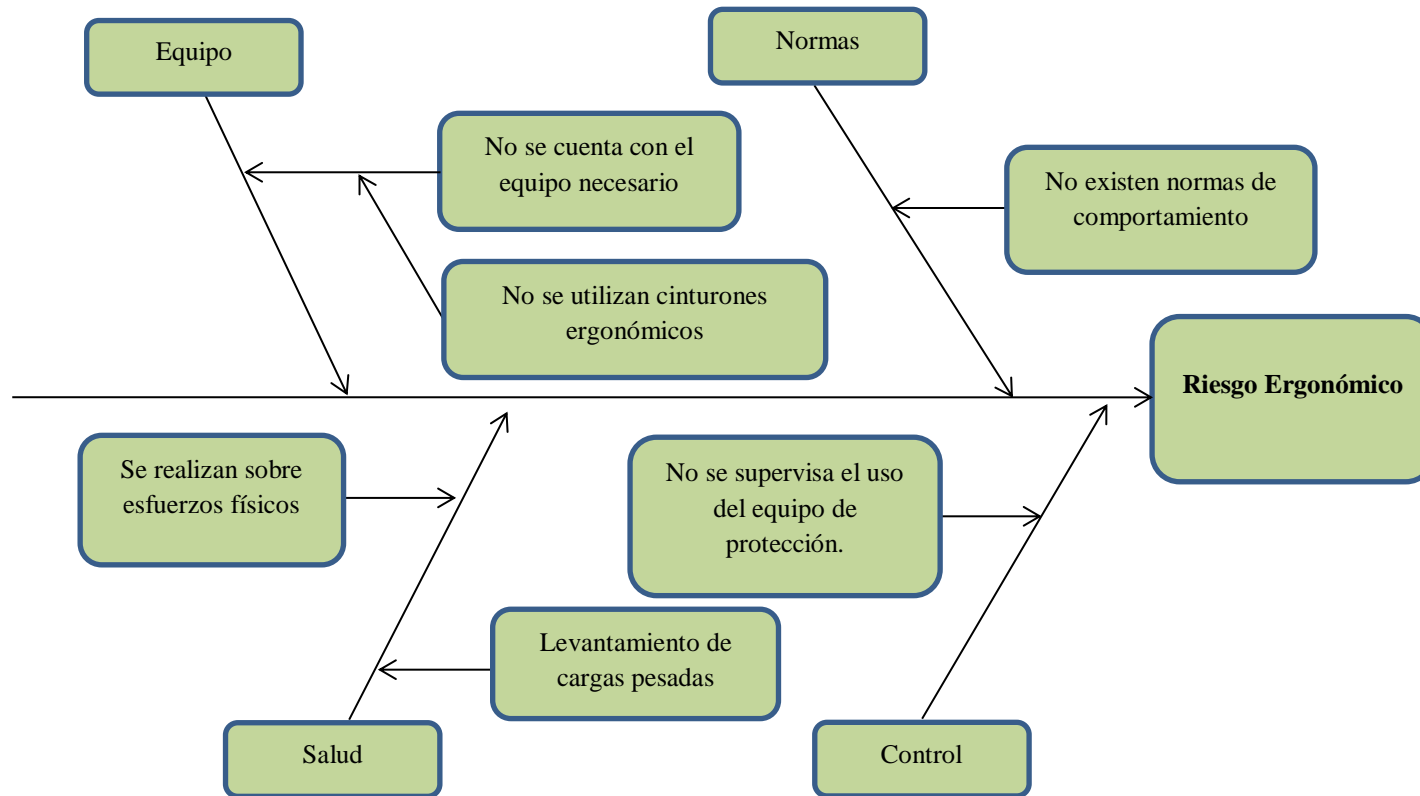 Equipo
Normas
No se cuenta con el
equipo necesario
No existen normas de
comportamiento
No se utilizan cinturones
ergonómicos
Riesgo Ergonómico
Se realizan sobre
esfuerzos físicos
No se supervisa el uso
del equipo de
protección.
Levantamiento de
cargas pesadas
Salud
Control